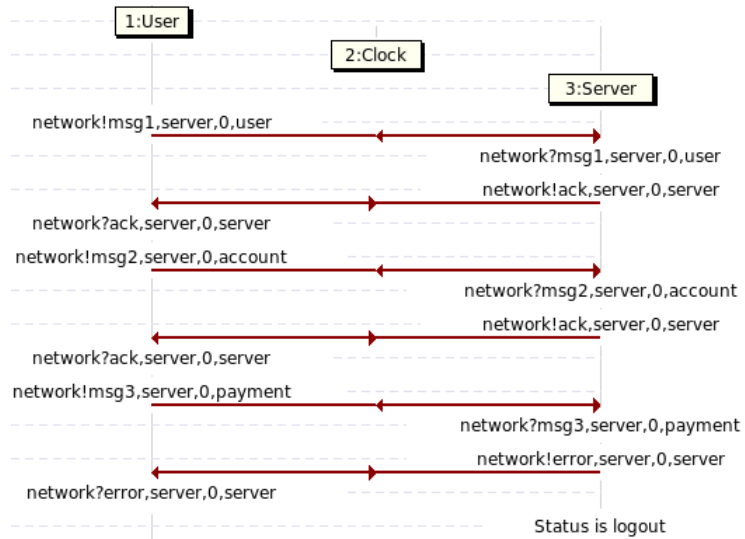 1:User
2:Clock
3:Server
network!msg1,server,0,user
network?msg1,server,0,user
network!ack,server,0,server
network?ack,server,0,server
network!msg2,server,0,account
network?msg2,server,0,account
network!ack,server,0,server
network?ack,server,0,server
network!msg3,server,0,payment
network?msg3,server,0,payment
network!error,server,0,server
network?error,server,0,server
Status is logout